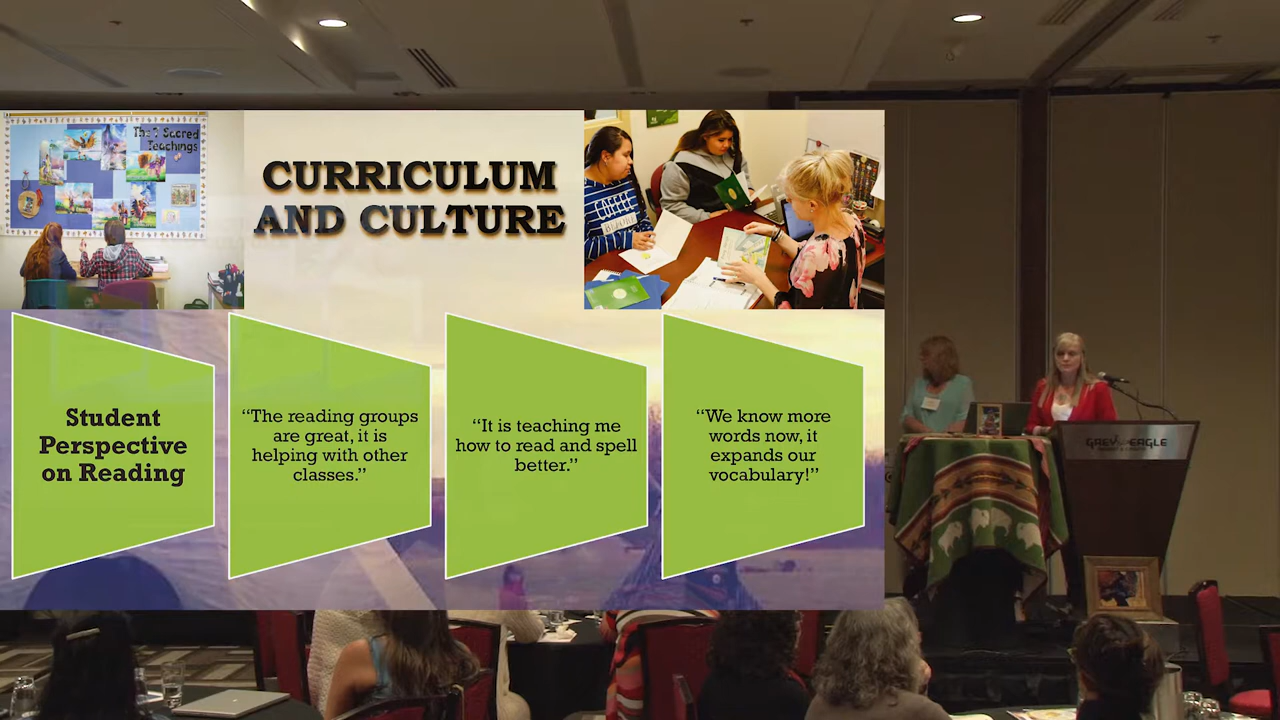 The 7 Sacred
Teachings
CURRICULUM
AND CULTURE
COFFEE
BEFORE
Student
Perspective
on Reading
“The reading groups
are great, it is
helping with other
classes.”
“It is teaching me
how to read and spell
better.”
“We know more
words now, it
expands our
vocabulary!”
GREY EAGLE